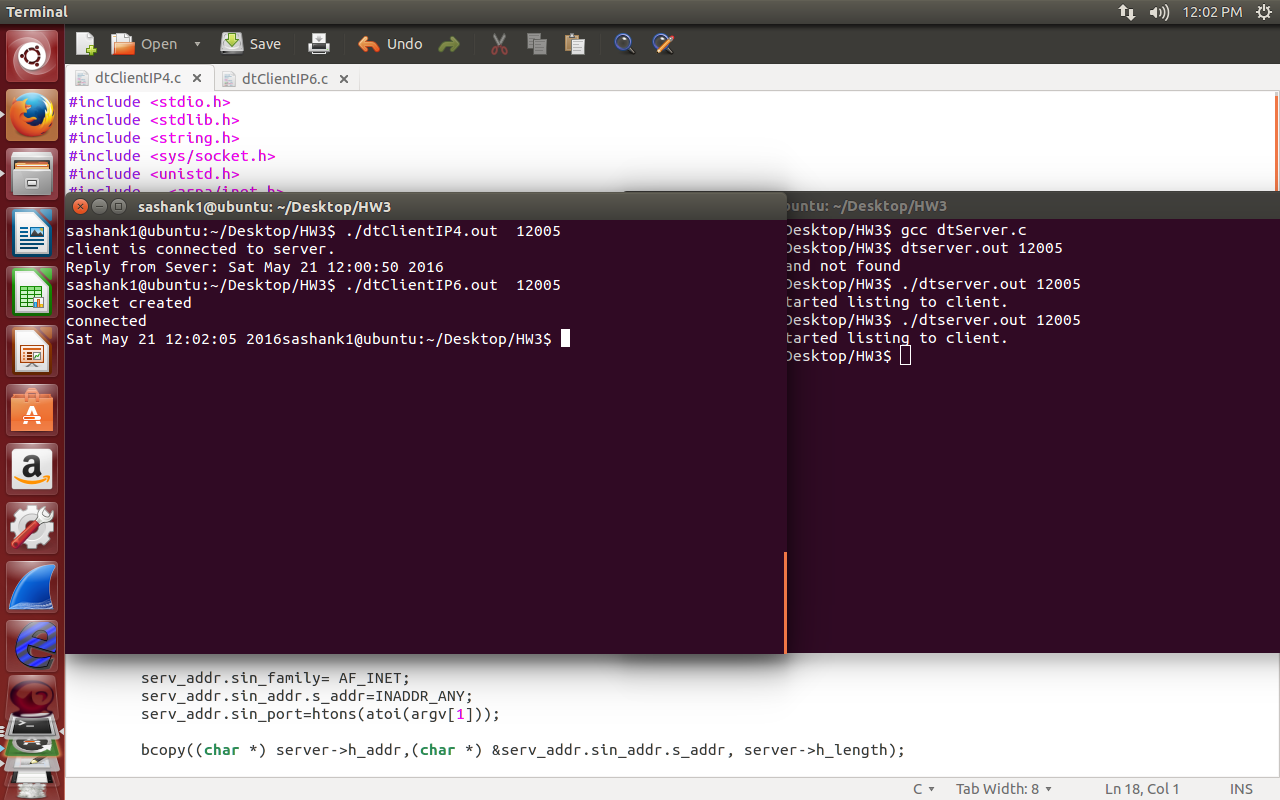 Terminal
12:02 PM
Open
Save
Undo
dtClientIP4.c
dtClientIP6.c
#include <stdio.h>
#include <stdlib.h>
#include <string.h>
#include <sys/socket.h>
#include <unistd.h>
#include <arpa/inet.h>
sashank1@ubuntu: ~/Desktop/HW3
sashank1@ubuntu:~/Desktop/HW3$ ./dtClientIP4.out  12005
client is connected to server.
Reply from Sever: Sat May 21 12:00:50 2016
sashank1@ubuntu:~/Desktop/HW3$ ./dtClientIP6.out  12005
socket created
connected
Sat May 21 12:02:05 2016sashank1@ubuntu:~/Desktop/HW3$
buntu: ~/Desktop/HW3
Desktop/HW3$ gcc dtServer.c
Desktop/HW3$ dtserver.out 12005
and not found
Desktop/HW3$ ./dtserver.out 12005
tarted listing to client.
Desktop/HW3$ ./dtserver.out 12005
tarted listing to client.
Desktop/HW3$
serv_addr.sin_family= AF_INET;
serv_addr.sin_addr.s_addr=INADDR_ANY;
serv_addr.sin_port=htons(atoi(argv[1]));
bcopy((char *) server->h_addr,(char *) &serv_addr.sin_addr.s_addr, server->h_length);
C
Tab Width: 8
Ln 18, Col 1
INS